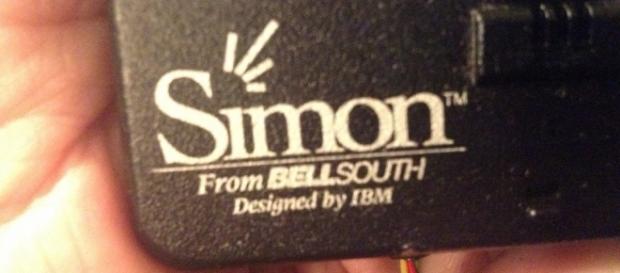 Simon™
From BELLSOUTH
Designed by IBM